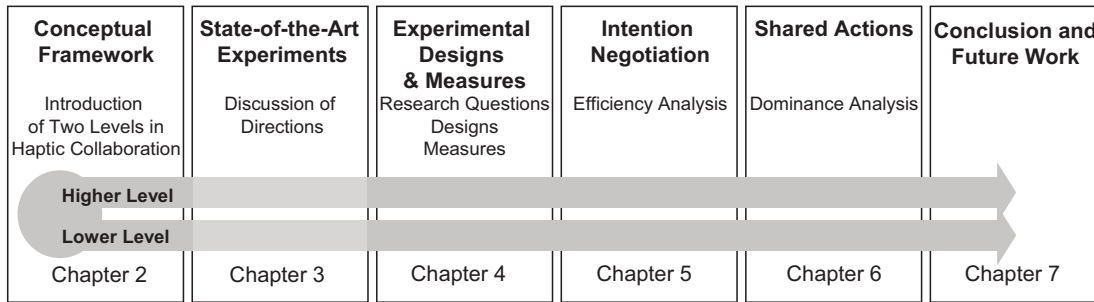 Conceptual
Framework
Introduction
of Two Levels in
Haptic Collaboration
State-of-the-Art
Experiments
Discussion of
Directions
Experimental
Designs
& Measures
Research Questions
Designs
Measures
Intention
Negotiation
Efficiency Analysis
Shared Actions
Dominance Analysis
Conclusion and
Future Work
Higher Level
Lower Level
Chapter 2
Chapter 3
Chapter 4
Chapter 5
Chapter 6
Chapter 7